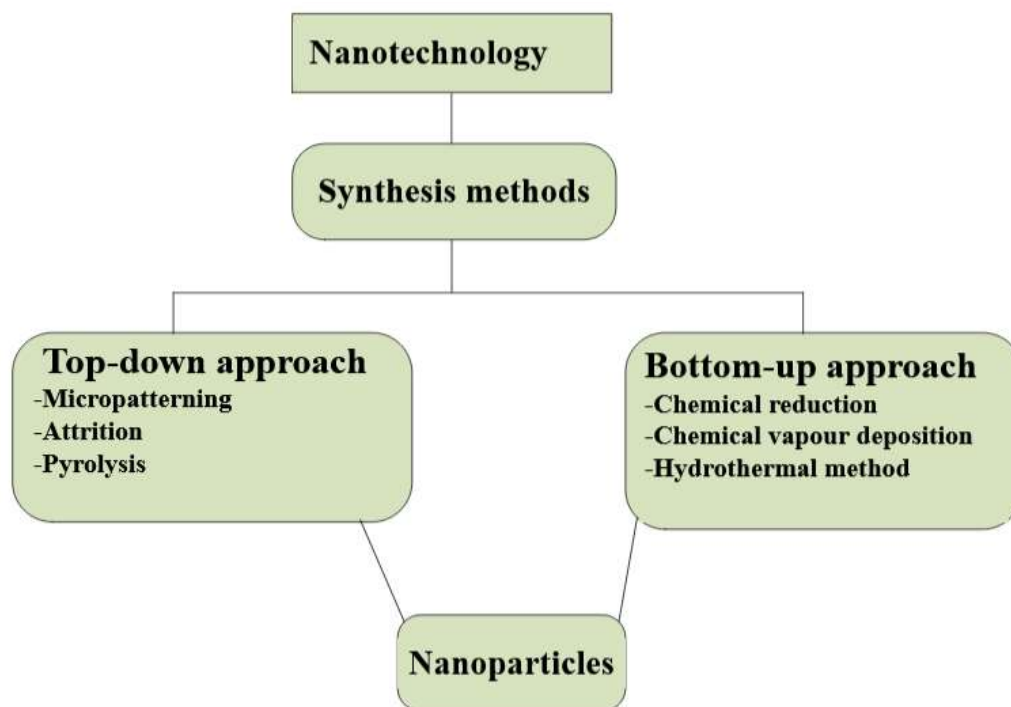 Nanotechnology
Synthesis methods
Top-down approach
-Micropatterning
-Attrition
-Pyrolysis
Bottom-up approach
-Chemical reduction
-Chemical vapour deposition
-Hydrothermal method
Nanoparticles